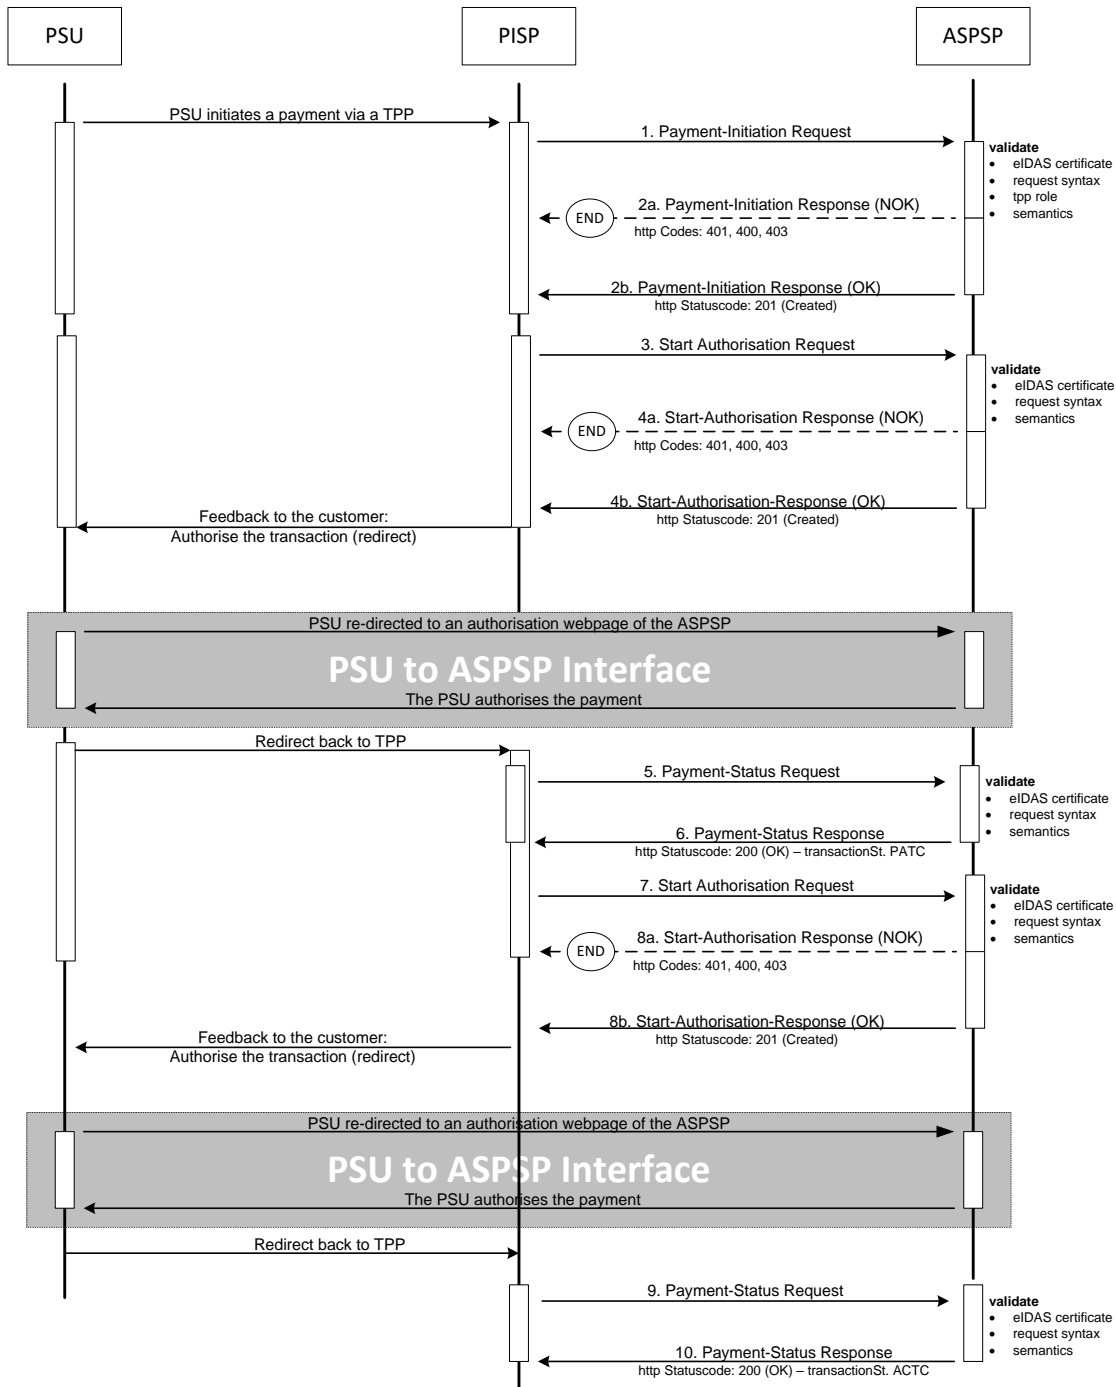 PSU
PISP
ASPSP
PSU initiates a payment via a TPP
1. Payment-Initiation Request
validate
• eIDAS certificate
• request syntax
• tpp role
• semantics
2a. Payment-Initiation Response (NOK)
END
http Codes: 401, 400, 403
2b. Payment-Initiation Response (OK)
http Statuscode: 201 (Created)
3. Start Authorisation Request
validate
• eIDAS certificate
• request syntax
• semantics
4a. Start-Authorisation Response (NOK)
END
http Codes: 401, 400, 403
4b. Start-Authorisation-Response (OK)
http Statuscode: 201 (Created)
Feedback to the customer:
Authorise the transaction (redirect)
PSU re-directed to an authorisation webpage of the ASPSP
PSU to ASPSP Interface
The PSU authorises the payment
Redirect back to TPP
5. Payment-Status Request
validate
• eIDAS certificate
• request syntax
• semantics
6. Payment-Status Response
http Statuscode: 200 (OK) – transactionSt. PATC
7. Start Authorisation Request
validate
• eIDAS certificate
• request syntax
• semantics
8a. Start-Authorisation Response (NOK)
END
http Codes: 401, 400, 403
8b. Start-Authorisation-Response (OK)
http Statuscode: 201 (Created)
Feedback to the customer:
Authorise the transaction (redirect)
PSU re-directed to an authorisation webpage of the ASPSP
PSU to ASPSP Interface
The PSU authorises the payment
Redirect back to TPP
9. Payment-Status Request
validate
• eIDAS certificate
• request syntax
• semantics
10. Payment-Status Response
http Statuscode: 200 (OK) – transactionSt. ACTC